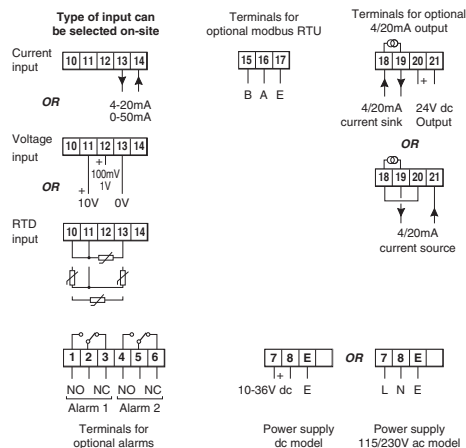 Type of input can
be selected on-site
Current
input
10 11 12 13 14
OR
4-20mA
0-50mA
Voltage
input
10 11 12 13 14
+
100mV
1V
OR
+
10V 0V
RTD
input
10 11 12 13 14
1 2 3 4 5 6
NO NC NO NC
Alarm 1 Alarm 2
Terminals for
optional alarms
Terminals for
optional modbus RTU
15 16 17
B A E
Terminals for optional
4/20mA output
18 19 20 21
+
4/20mA 24V dc
current sink Output
OR
18 19 20 21
4/20mA
current source
7 8 E
+
10-36V dc E
Power supply
dc model
OR
7 8 E
L N E
Power supply
115/230V ac model